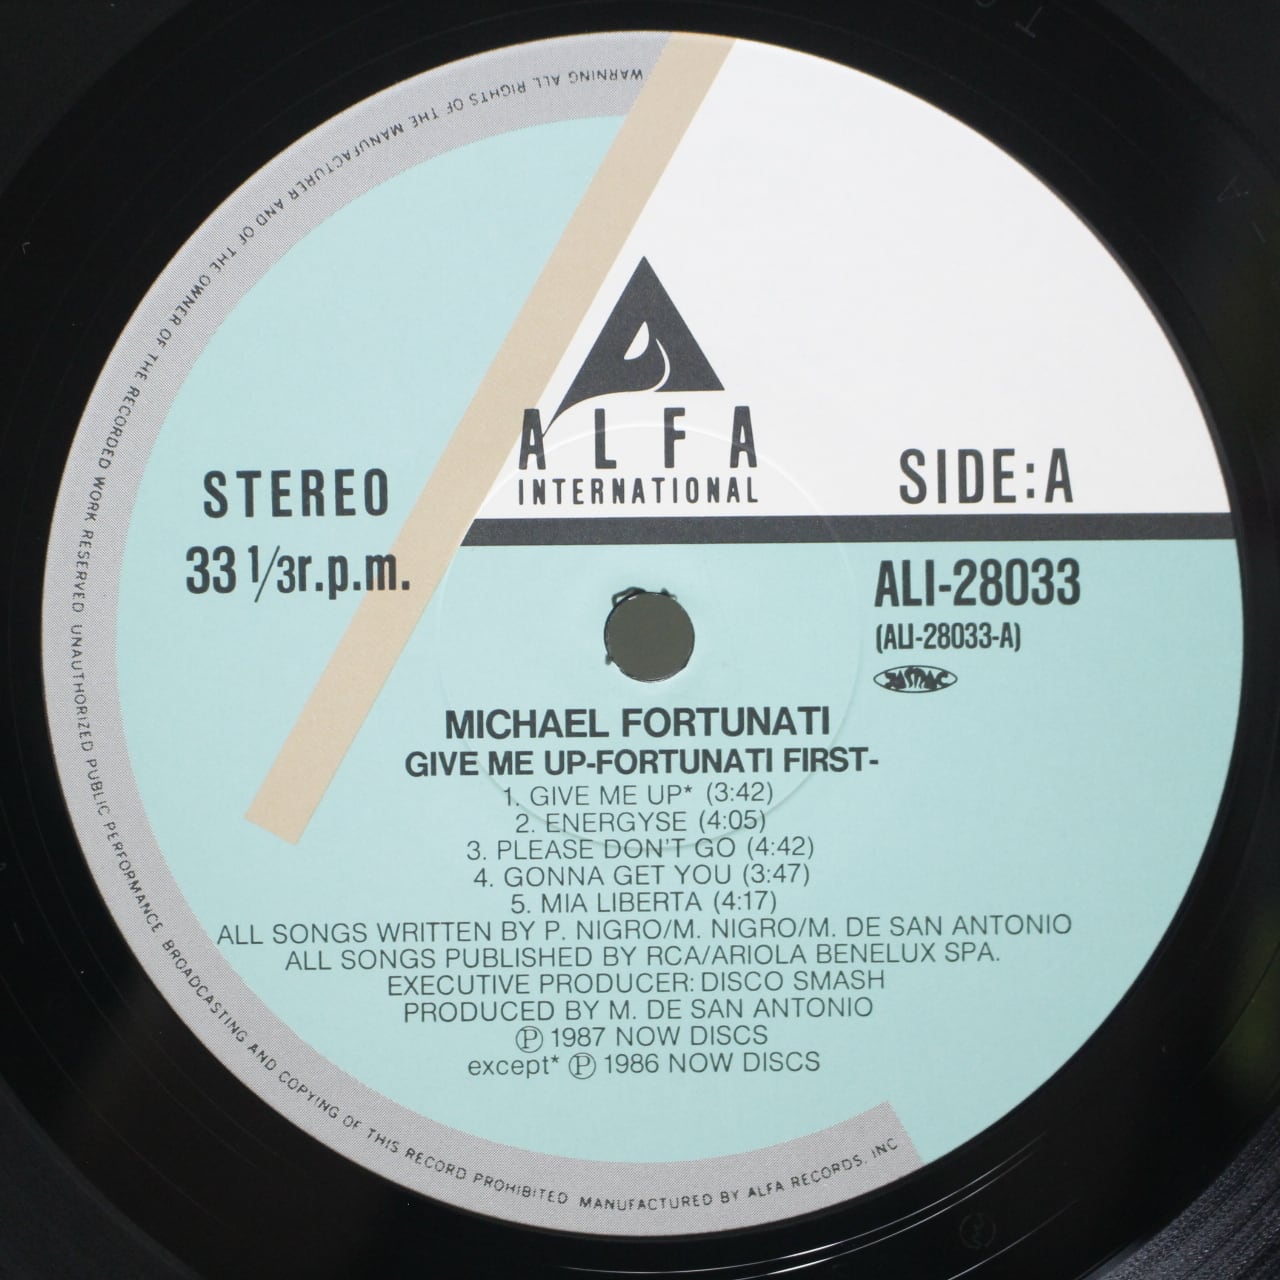 WARNING ALL RIGHTS OF THE MANUFACTURER AND OF THE OWNER OF THE RECORDED WORK RESERVED UNAUTHORIZED PUBLIC PERFORMANCE BROADCASTING AND COPYING OF THIS RECORD PROHIBITED MANUFACTURED BY ALFA RECORDS, INC
ALFA
INTERNATIONAL
STEREO
33 1/3r.p.m.
SIDE:A
ALI-28033
(ALI-28033-A)
MICHAEL FORTUNATI
GIVE ME UP-FORTUNATI FIRST-
1. GIVE ME UP* (3:42)
2. ENERGYSE (4:05)
3. PLEASE DON'T GO (4:42)
4. GONNA GET YOU (3:47)
5. MIA LIBERTA (4:17)
ALL SONGS WRITTEN BY P. NIGRO/M. NIGRO/M. DE SAN ANTONIO
ALL SONGS PUBLISHED BY RCA/ARIOLA BENELUX SPA.
EXECUTIVE PRODUCER: DISCO SMASH
PRODUCED BY M. DE SAN ANTONIO
℗ 1987 NOW DISCS
except* ℗ 1986 NOW DISCS